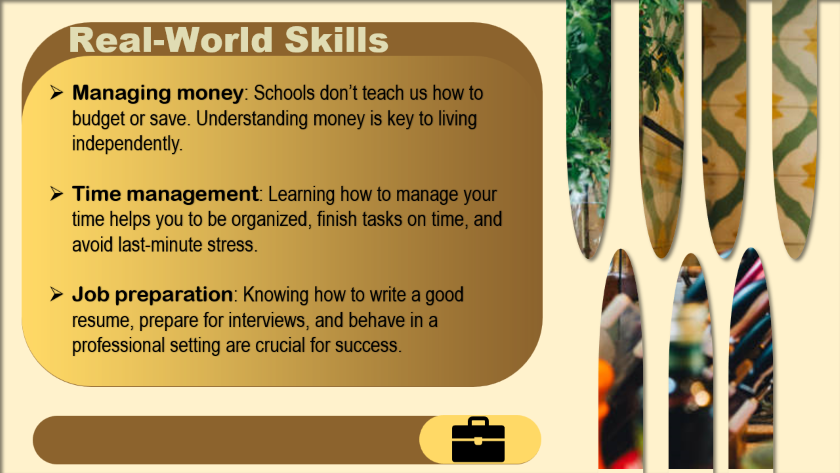 Real-World Skills
➢ Managing money: Schools don’t teach us how to
budget or save. Understanding money is key to living
independently.
➢ Time management: Learning how to manage your
time helps you to be organized, finish tasks on time, and
avoid last-minute stress.
➢ Job preparation: Knowing how to write a good
resume, prepare for interviews, and behave in a
professional setting are crucial for success.